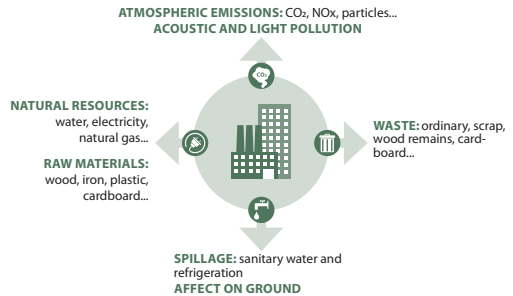 ATMOSPHERIC EMISSIONS: CO₂, NOx, particles...
ACOUSTIC AND LIGHT POLLUTION
CO₂
NATURAL RESOURCES:
water, electricity,
natural gas...
RAW MATERIALS:
wood, iron, plastic,
cardboard...
WASTE: ordinary, scrap,
wood remains, card-
board...
SPILLAGE: sanitary water and
refrigeration
AFFECT ON GROUND